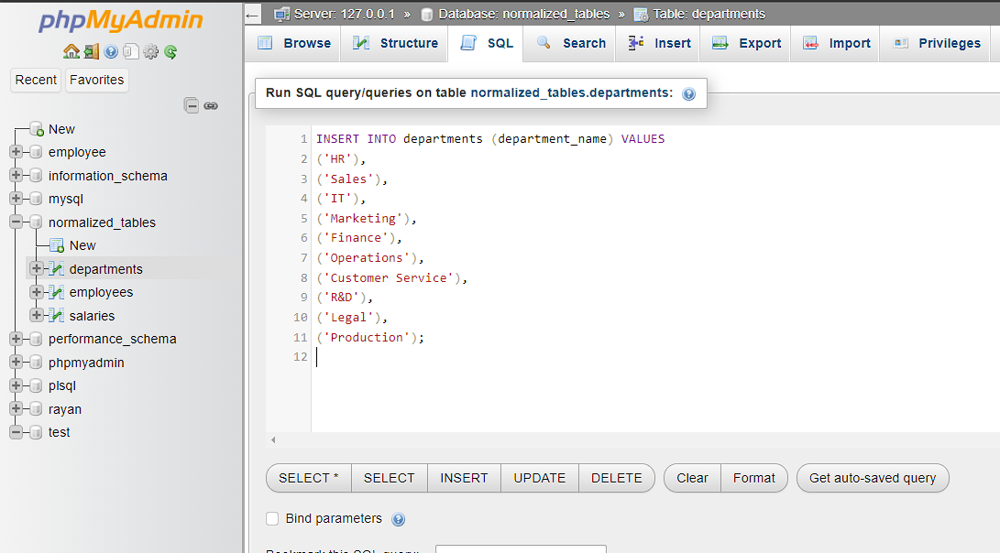 phpMyAdmin
Recent Favorites
New
employee
information_schema
mysql
normalized_tables
New
departments
employees
salaries
performance_schema
phpmyadmin
plsql
rayan
test
← Server: 127.0.0.1 » Database: normalized_tables » Table: departments
Browse Structure SQL Search Insert Export Import Privileges
Run SQL query/queries on table normalized_tables.departments:
1 INSERT INTO departments (department_name) VALUES
2 ('HR'),
3 ('Sales'),
4 ('IT'),
5 ('Marketing'),
6 ('Finance'),
7 ('Operations'),
8 ('Customer Service'),
9 ('R&D'),
10 ('Legal'),
11 ('Production');
12
SELECT * SELECT INSERT UPDATE DELETE Clear Format Get auto-saved query
Bind parameters
Bookmark this SQL query: